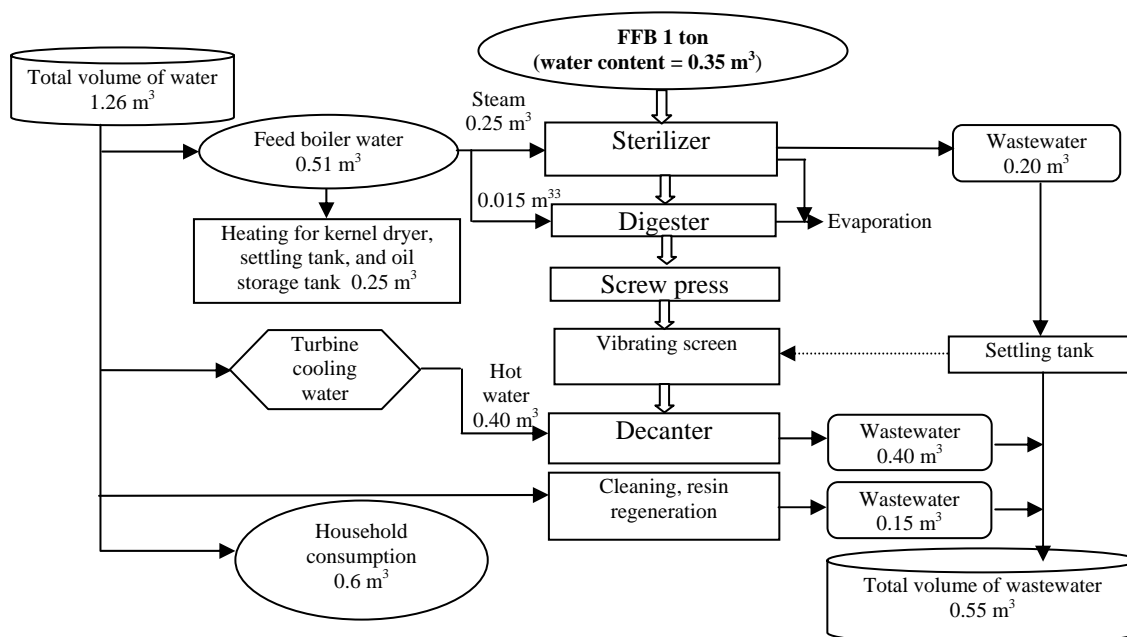 FFB 1 ton
(water content = 0.35 m³)
Total volume of water
1.26 m³
Steam
0.25 m³
Feed boiler water
0.51 m³
Sterilizer
Wastewater
0.20 m³
0.015 m³³
Digester
Evaporation
Heating for kernel dryer,
settling tank, and oil
storage tank 0.25 m³
Screw press
Turbine
cooling
water
Vibrating screen
Settling tank
Hot
water
0.40 m³
Decanter
Wastewater
0.40 m³
Cleaning, resin
regeneration
Wastewater
0.15 m³
Household
consumption
0.6 m³
Total volume of wastewater
0.55 m³